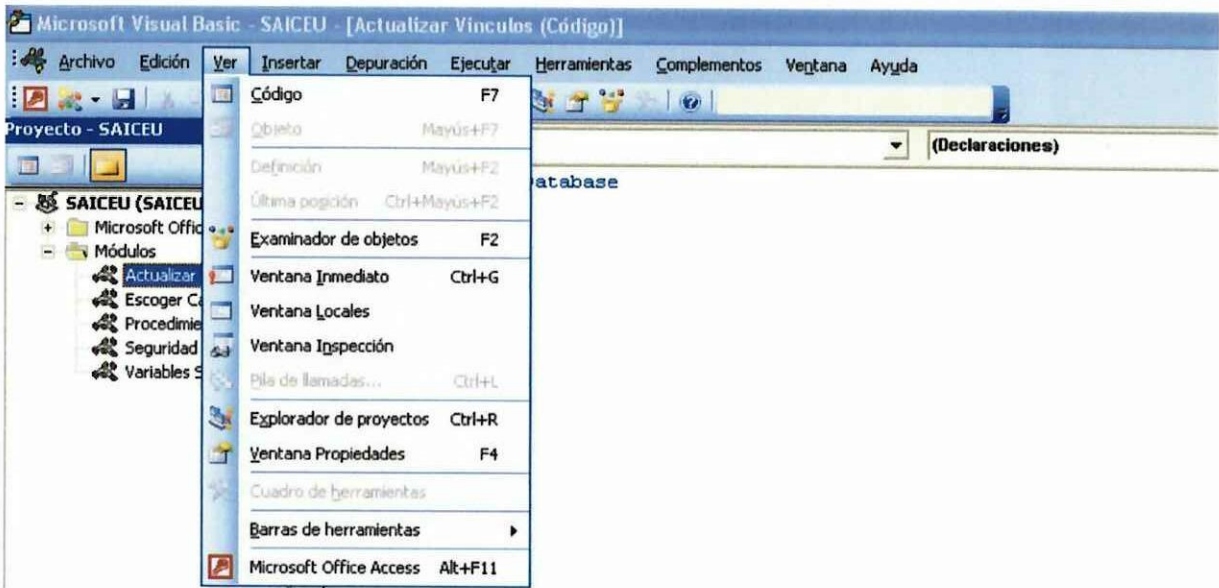 Microsoft Visual Basic - SAICEU - [Actualizar Vínculos (Código)]
Archivo Edición Ver Insertar Depuración Ejecutar Herramientas Complementos Ventana Ayuda
Proyecto - SAICEU
(Declaraciones)
atabase
SAICEU (SAICEU
Microsoft Offic
Módulos
Actualizar
Escoger Ca
Procedimie
Seguridad
Variables S
Código F7
Objeto Mayús+F7
Definición Mayús+F2
Última posición Ctrl+Mayús+F2
Examinador de objetos F2
Ventana Inmediato Ctrl+G
Ventana Locales
Ventana Inspección
Pila de llamadas... Ctrl+L
Explorador de proyectos Ctrl+R
Ventana Propiedades F4
Cuadro de herramientas
Barras de herramientas
Microsoft Office Access Alt+F11